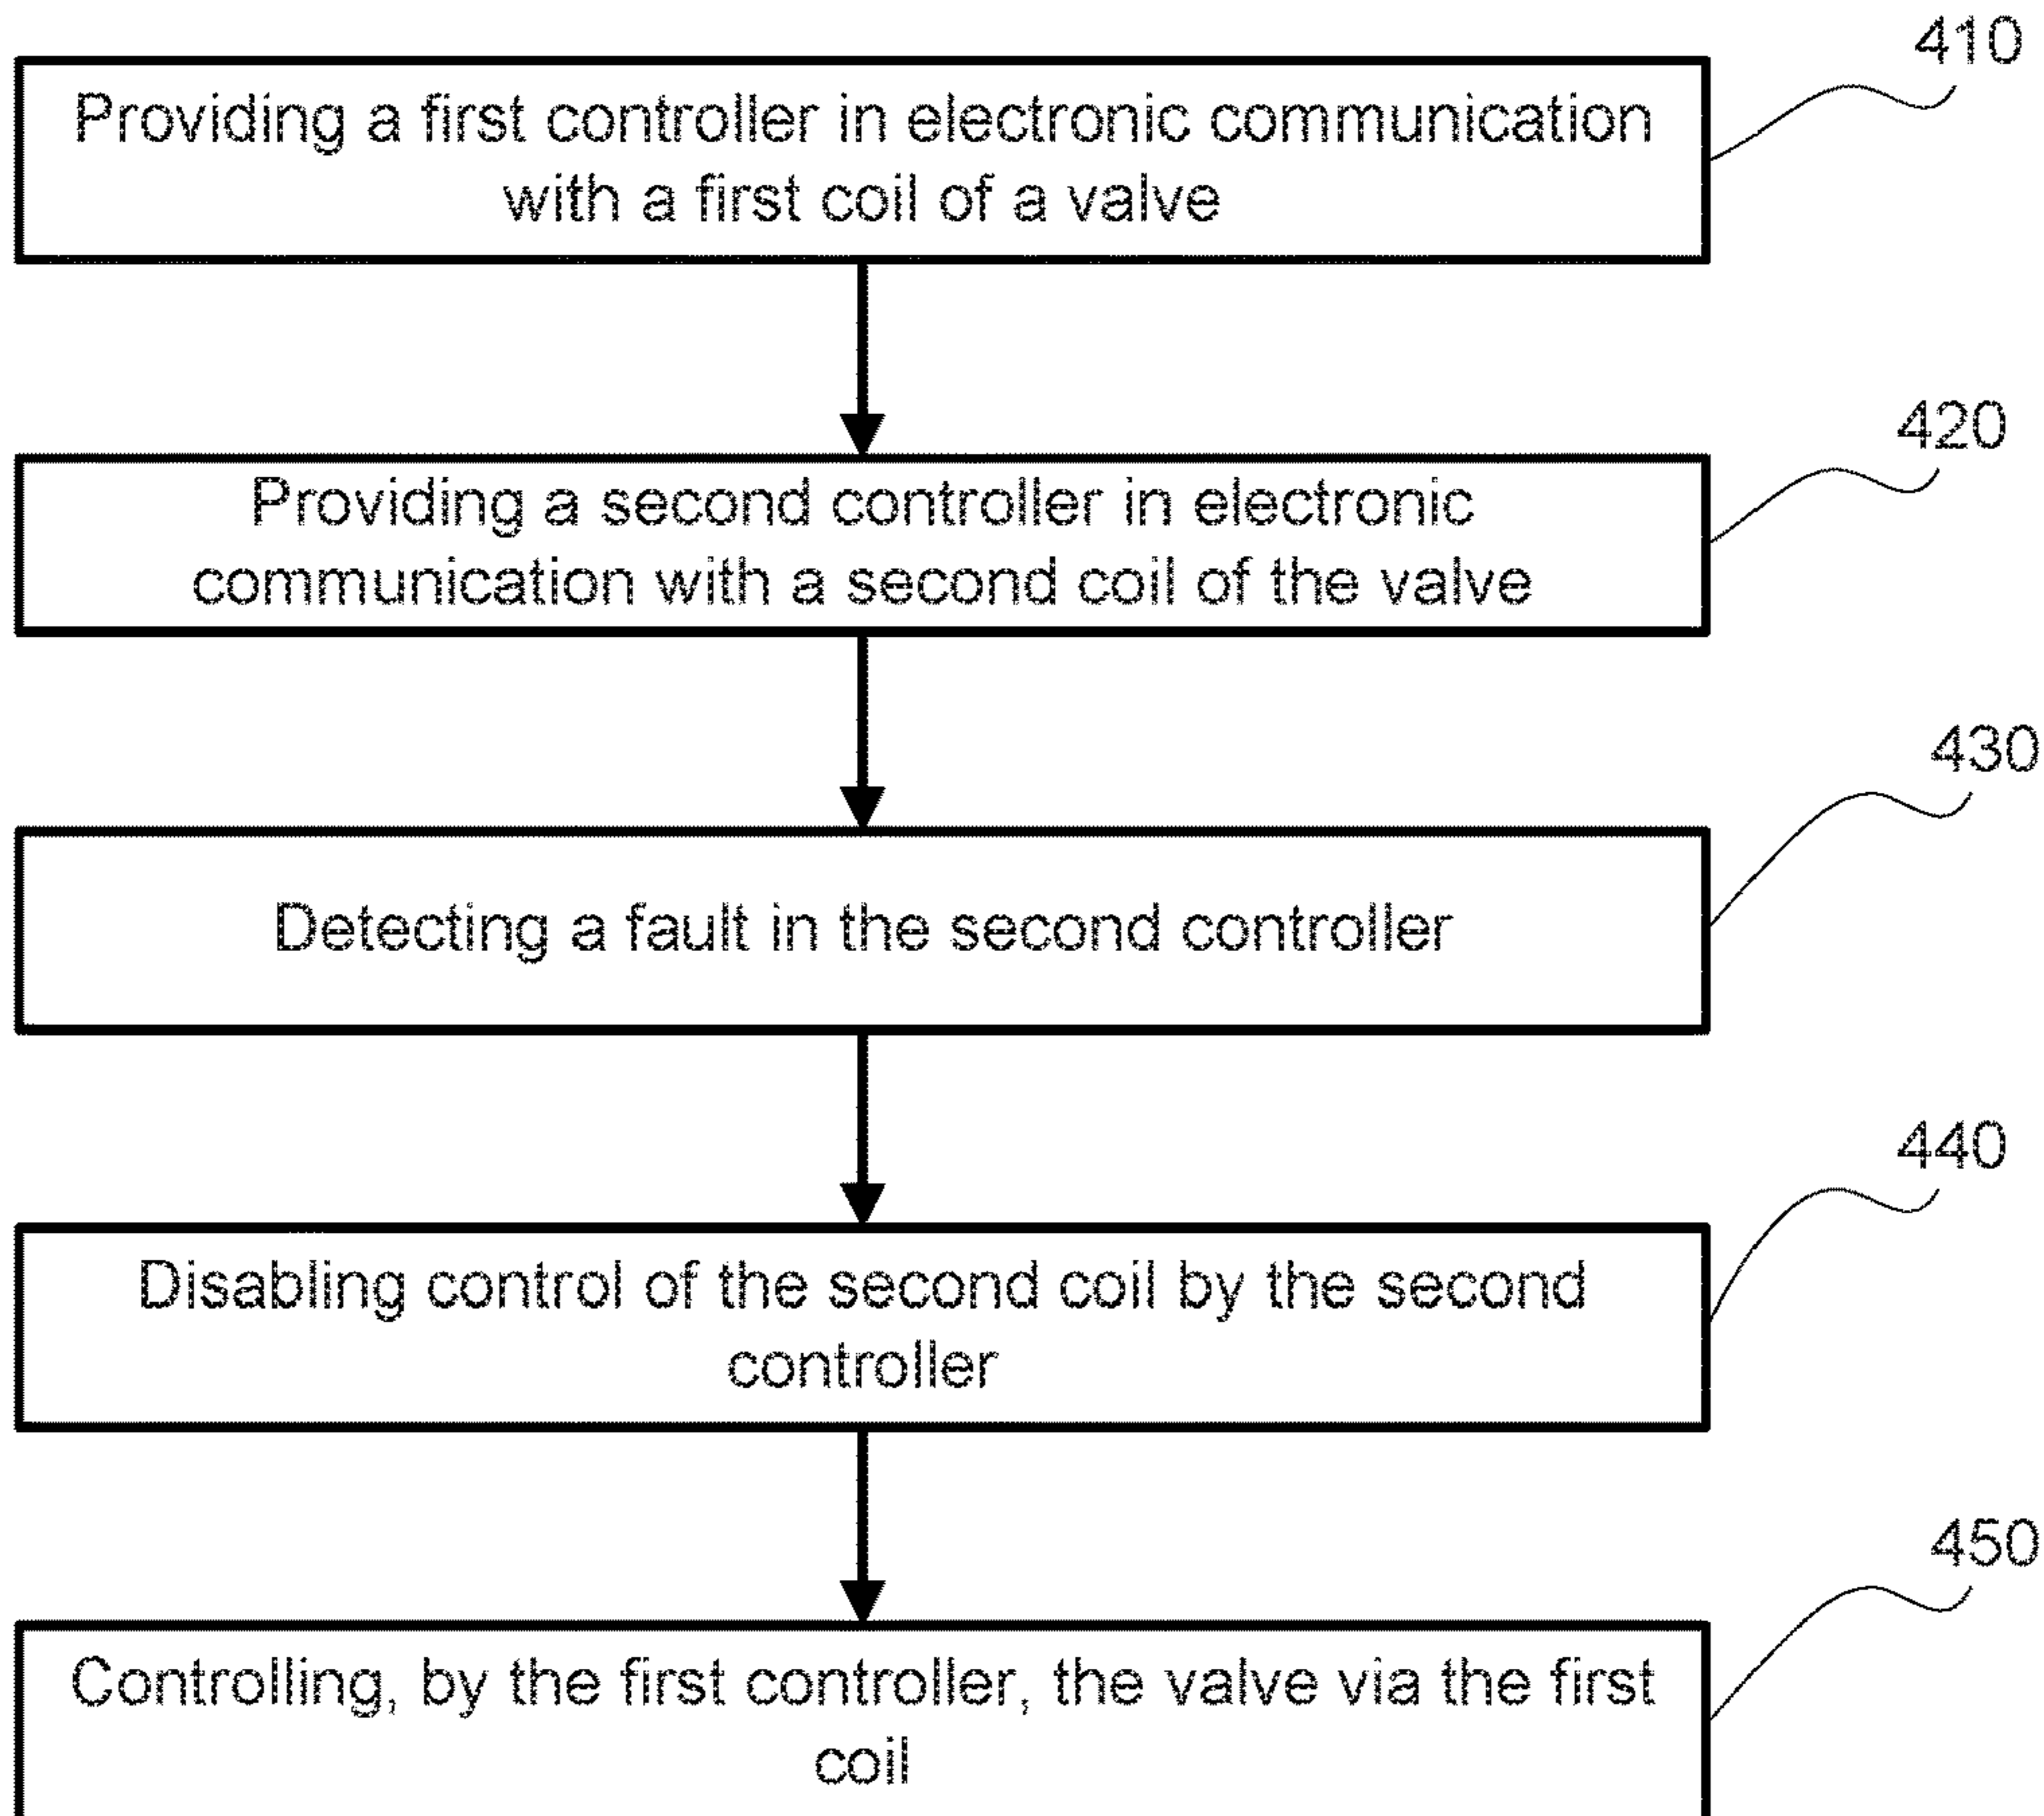 410
Providing a first controller in electronic communication
with a first coil of a valve
420
Providing a second controller in electronic
communication with a second coil of the valve
430
Detecting a fault in the second controller
440
Disabling control of the second coil by the second
controller
450
Controlling, by the first controller, the valve via the first
coil